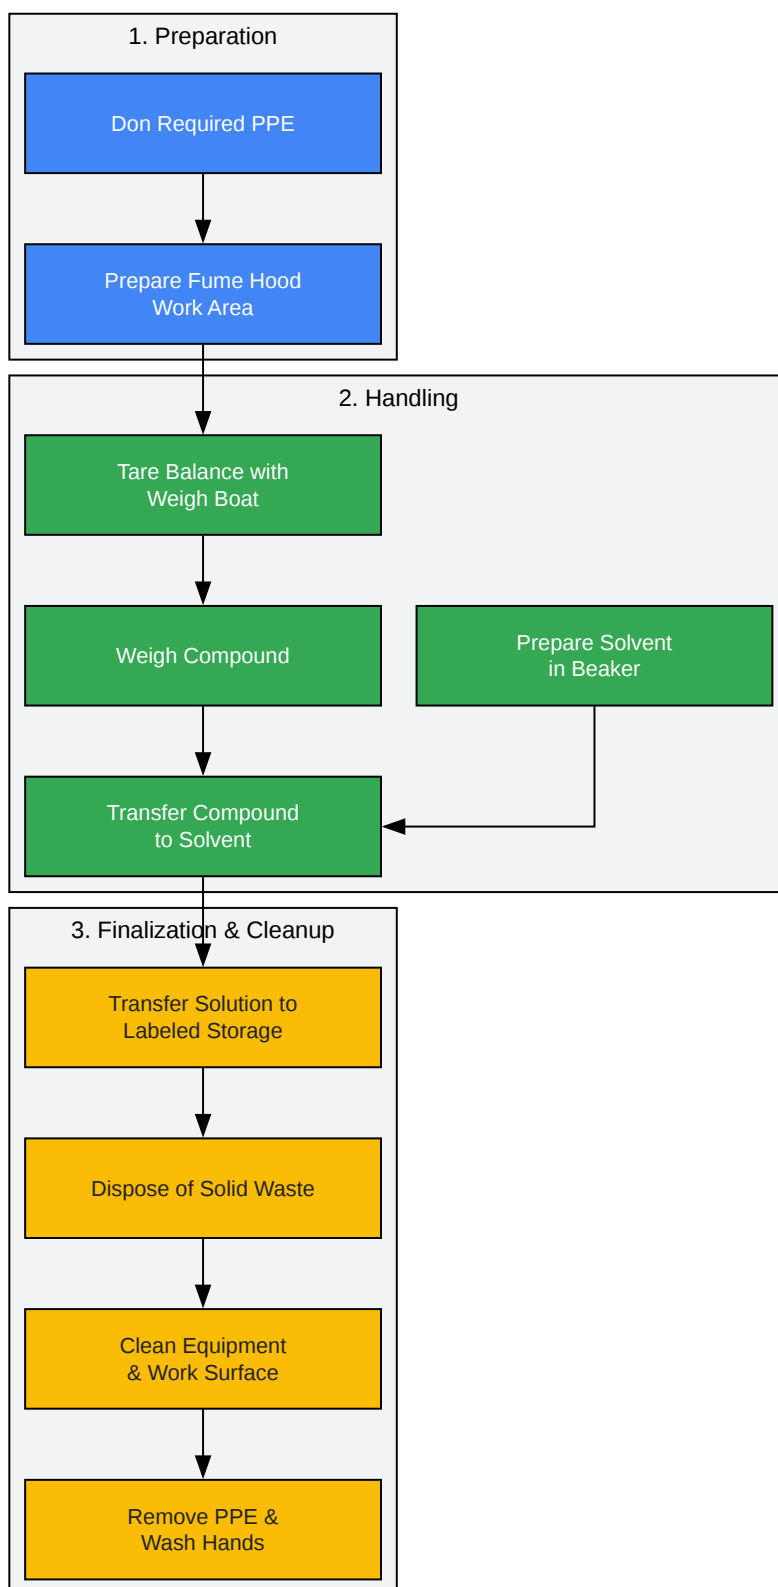 1. Preparation
Don Required PPE
Prepare Fume Hood
Work Area
2. Handling
Tare Balance with
Weigh Boat
Weigh Compound
Prepare Solvent
in Beaker
Transfer Compound
to Solvent
3. Finalization & Cleanup
Transfer Solution to
Labeled Storage
Dispose of Solid Waste
Clean Equipment
& Work Surface
Remove PPE &
Wash Hands